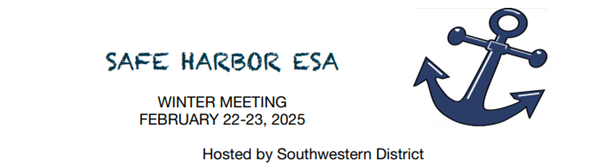 SAFE HARBOR ESA
WINTER MEETING
FEBRUARY 22-23, 2025
Hosted by Southwestern District